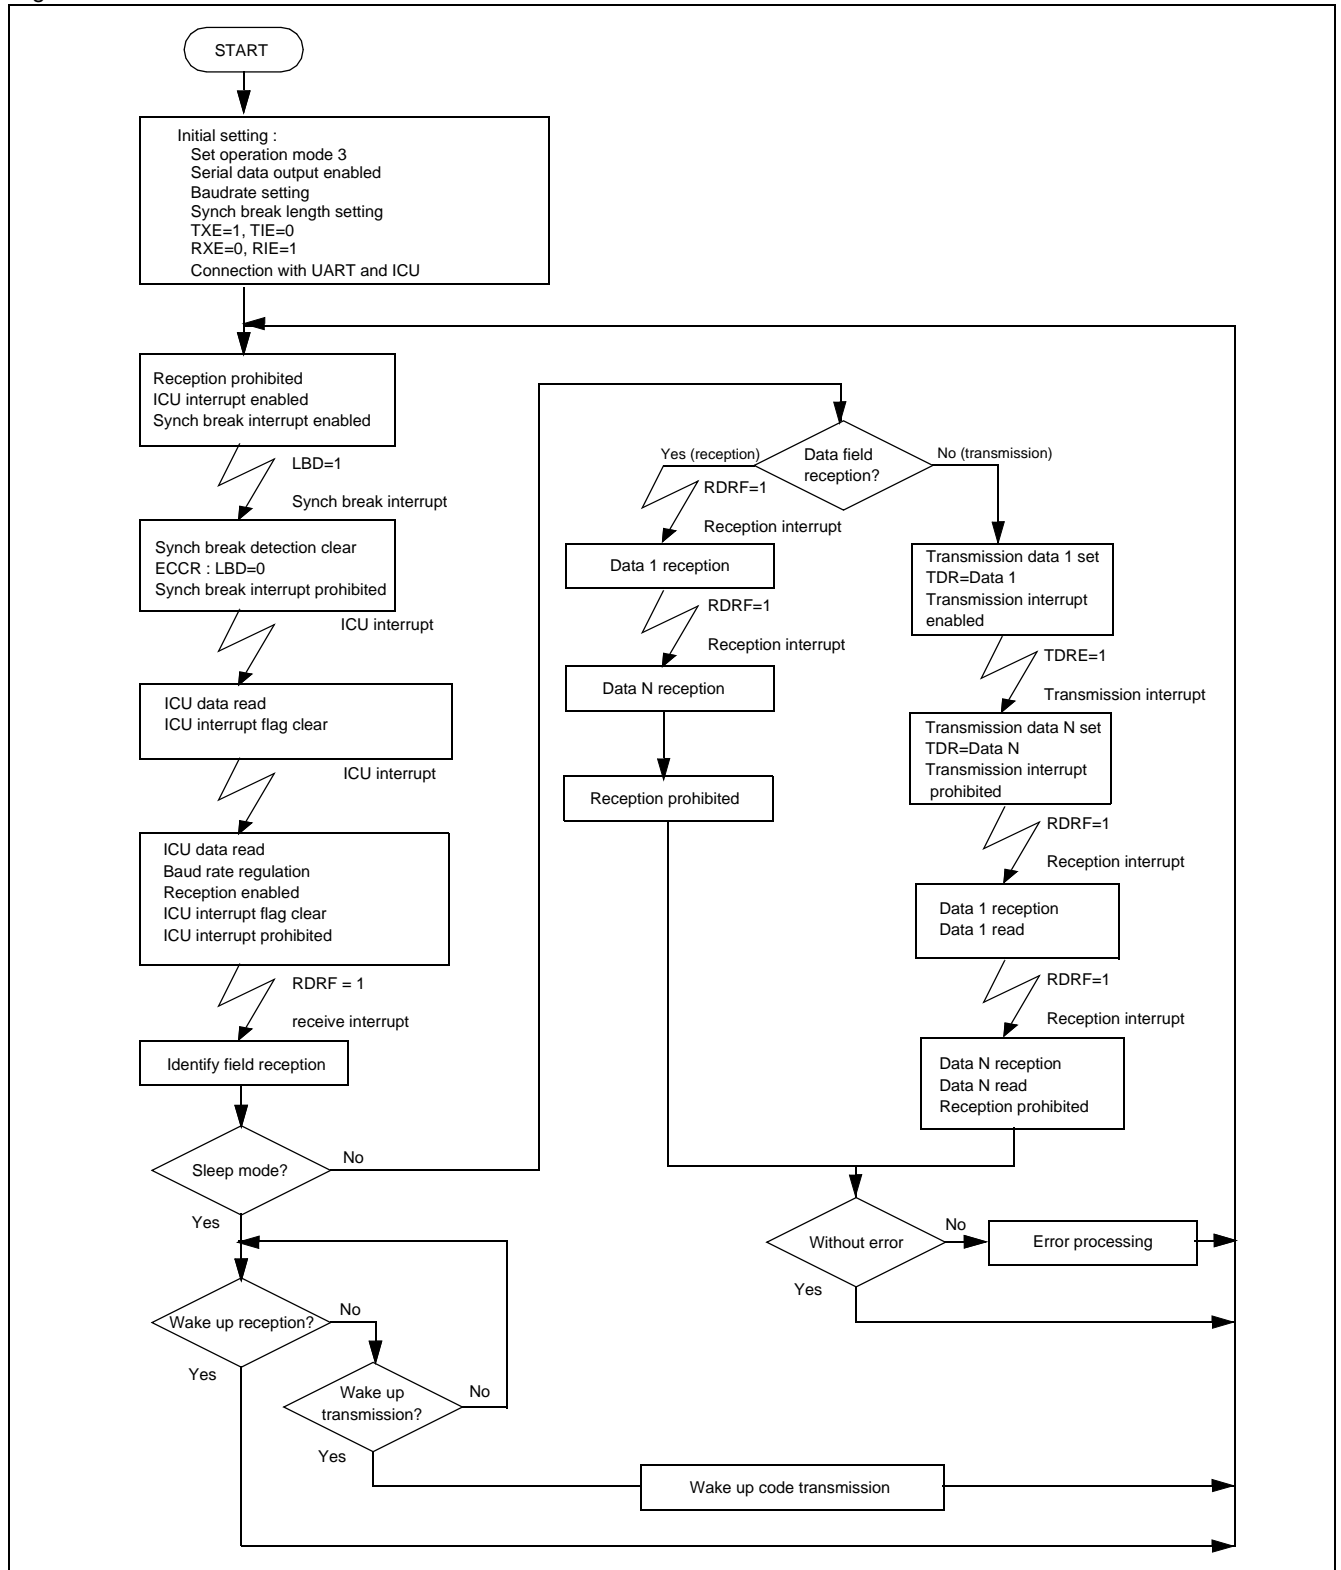 START
Initial setting :
Set operation mode 3
Serial data output enabled
Baudrate setting
Synch break length setting
TXE=1, TIE=0
RXE=0, RIE=1
Connection with UART and ICU
Reception prohibited
ICU interrupt enabled
Synch break interrupt enabled
LBD=1
Synch break interrupt
Synch break detection clear
ECCR : LBD=0
Synch break interrupt prohibited
ICU interrupt
ICU data read
ICU interrupt flag clear
ICU interrupt
ICU data read
Baud rate regulation
Reception enabled
ICU interrupt flag clear
ICU interrupt prohibited
RDRF = 1
receive interrupt
Identify field reception
Sleep mode?
No
Yes
Wake up reception?
No
Yes
Wake up
transmission?
No
Yes
Wake up code transmission
Data field
reception?
Yes (reception)
No (transmission)
RDRF=1
Reception interrupt
Data 1 reception
RDRF=1
Reception interrupt
Data N reception
Reception prohibited
Transmission data 1 set
TDR=Data 1
Transmission interrupt
enabled
TDRE=1
Transmission interrupt
Transmission data N set
TDR=Data N
Transmission interrupt
prohibited
RDRF=1
Reception interrupt
Data 1 reception
Data 1 read
RDRF=1
Reception interrupt
Data N reception
Data N read
Reception prohibited
Without error
No
Error processing
Yes